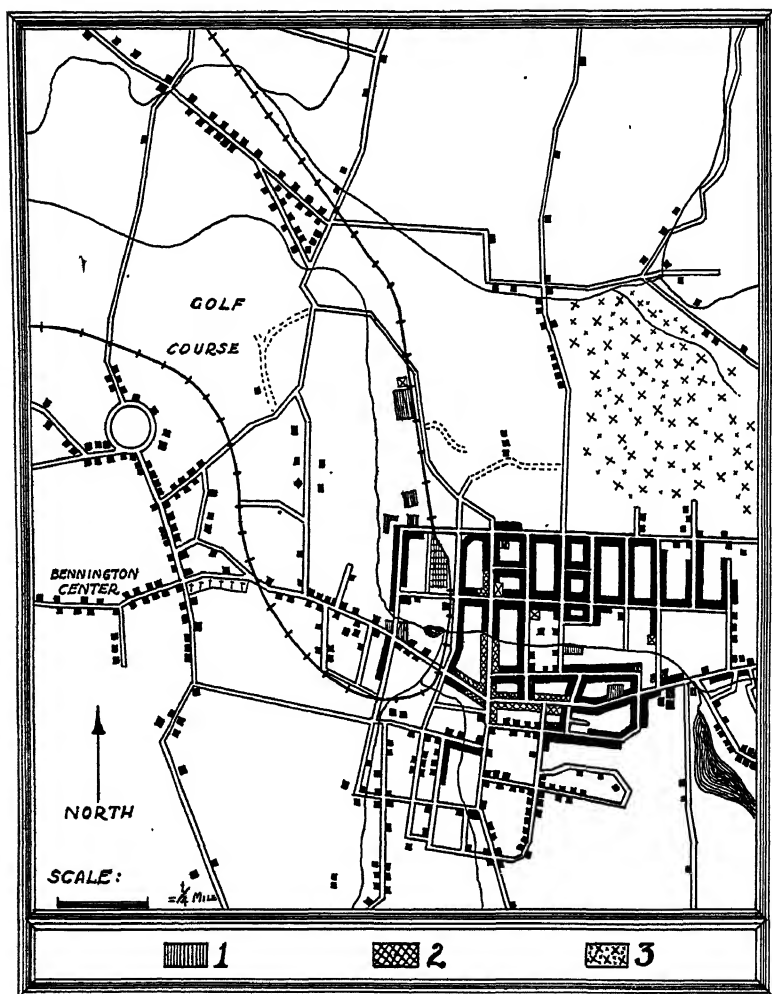 GOLF
COURSE
BENNINGTON
CENTER
NORTH
SCALE:
=¼ MILE
1
2
3